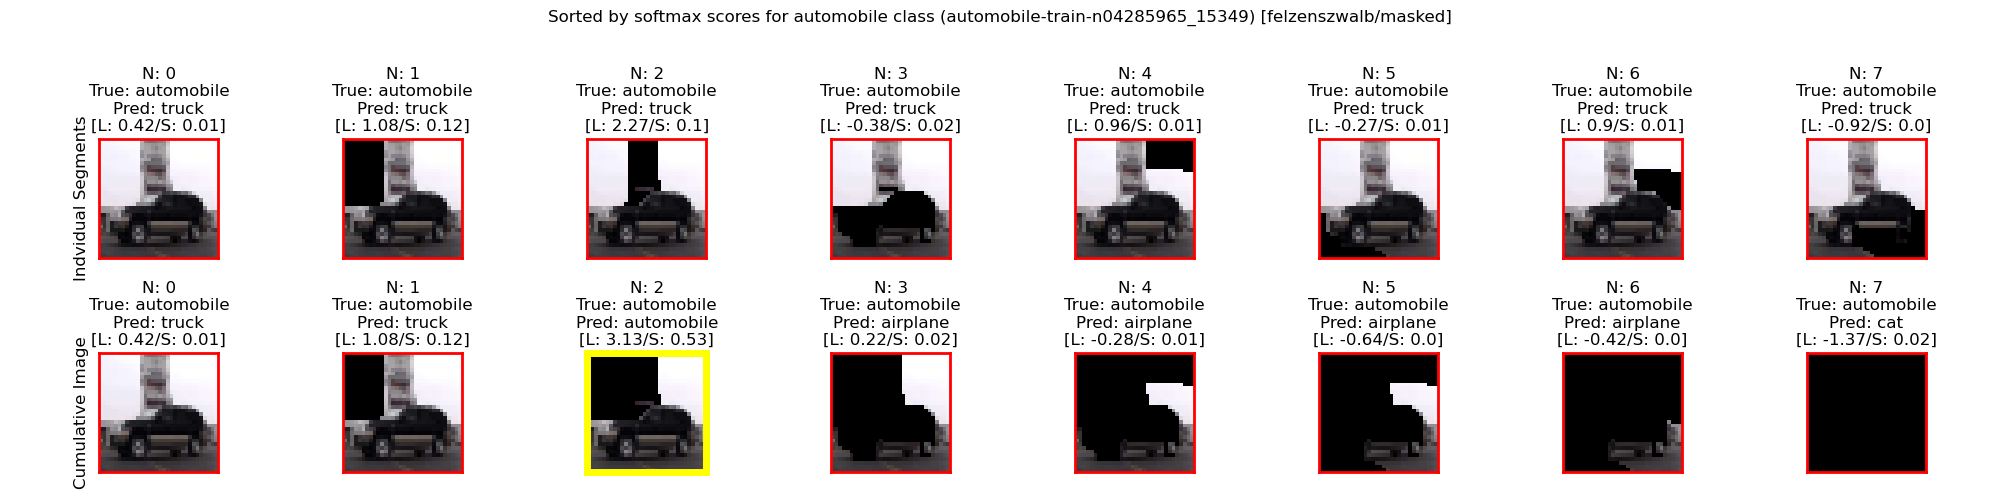 Sorted by softmax scores for automobile class (automobile-train-n04285965_15349) [felzenszwalb/masked]
Individual Segments
N: 0
True: automobile
Pred: truck
[L: 0.42/S: 0.01]
N: 1
True: automobile
Pred: truck
[L: 1.08/S: 0.12]
N: 2
True: automobile
Pred: truck
[L: 2.27/S: 0.1]
N: 3
True: automobile
Pred: truck
[L: -0.38/S: 0.02]
N: 4
True: automobile
Pred: truck
[L: 0.96/S: 0.01]
N: 5
True: automobile
Pred: truck
[L: -0.27/S: 0.01]
N: 6
True: automobile
Pred: truck
[L: 0.9/S: 0.01]
N: 7
True: automobile
Pred: truck
[L: -0.92/S: 0.0]
Cumulative Image
N: 0
True: automobile
Pred: truck
[L: 0.42/S: 0.01]
N: 1
True: automobile
Pred: truck
[L: 1.08/S: 0.12]
N: 2
True: automobile
Pred: automobile
[L: 3.13/S: 0.53]
N: 3
True: automobile
Pred: airplane
[L: 0.22/S: 0.02]
N: 4
True: automobile
Pred: airplane
[L: -0.28/S: 0.01]
N: 5
True: automobile
Pred: airplane
[L: -0.64/S: 0.0]
N: 6
True: automobile
Pred: airplane
[L: -0.42/S: 0.0]
N: 7
True: automobile
Pred: cat
[L: -1.37/S: 0.02]